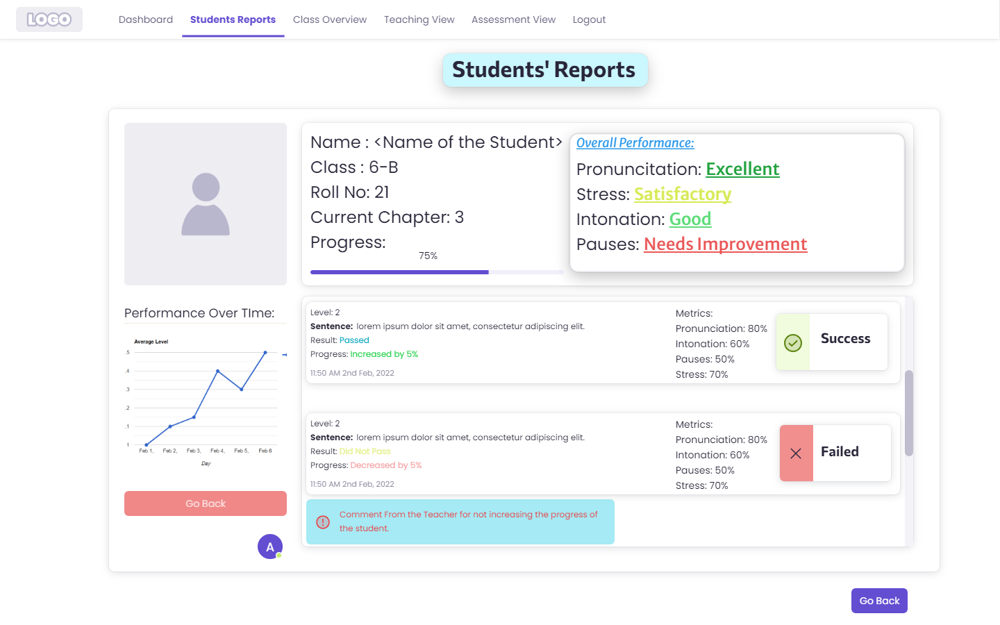 LOGO
Dashboard
Students Reports
Class Overview
Teaching View
Assessment View
Logout
Students' Reports
Name : <Name of the Student>
Class : 6-B
Roll No: 21
Current Chapter: 3
Progress:
75%
Overall Performance:
Pronuncitation: Excellent
Stress: Satisfactory
Intonation: Good
Pauses: Needs Improvement
Performance Over TIme:
Average Level
.5
.4
.3
.2
.1
1
Feb 1,
Feb 2,
Feb 3,
Feb 4,
Feb 5,
Feb 6
Day
Go Back
A
Level: 2
Sentence: lorem ipsum dolor sit amet, consectetur adipiscing elit.
Result: Passed
Progress: Increased by 5%
11:50 AM 2nd Feb, 2022
Metrics:
Pronunciation: 80%
Intonation: 60%
Pauses: 50%
Stress: 70%
Success
Level: 2
Sentence: lorem ipsum dolor sit amet, consectetur adipiscing elit.
Result: Did Not Pass
Progress: Decreased by 5%
11:50 AM 2nd Feb, 2022
Metrics:
Pronunciation: 80%
Intonation: 60%
Pauses: 50%
Stress: 70%
Failed
Comment From the Teacher for not increasing the progress of
the student.
Go Back